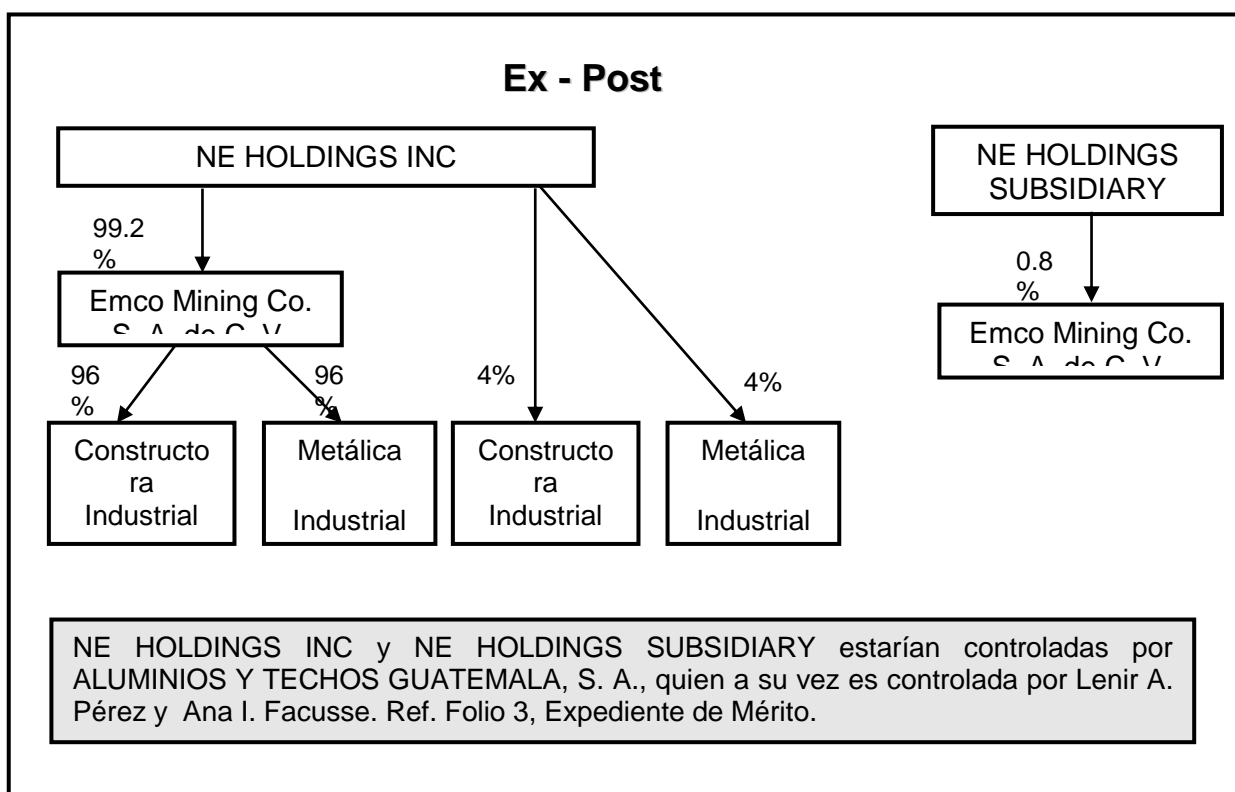 Ex - Post
NE HOLDINGS INC
NE HOLDINGS
SUBSIDIARY
99.2
%
0.8
%
Emco Mining Co.
S. A. de C. V.
Emco Mining Co.
S. A. de C. V.
96
%
96
%
4%
4%
Constructo
ra
Industrial
Metálica
Industrial
Constructo
ra
Industrial
Metálica
Industrial
NE HOLDINGS INC y NE HOLDINGS SUBSIDIARY estarían controladas por
ALUMINIOS Y TECHOS GUATEMALA, S. A., quien a su vez es controlada por Lenir A.
Pérez y Ana I. Facusse. Ref. Folio 3, Expediente de Mérito.